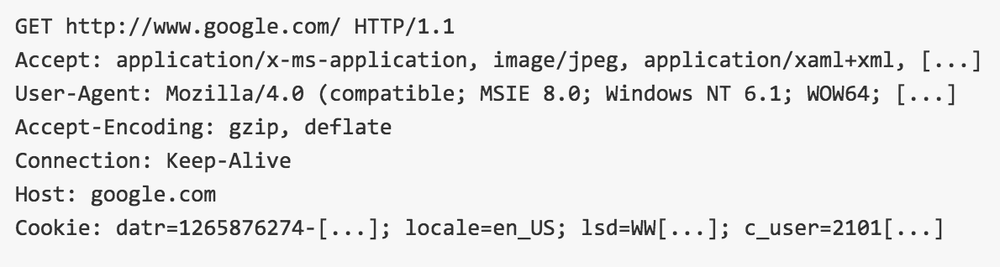 GET http://www.google.com/ HTTP/1.1
Accept: application/x-ms-application, image/jpeg, application/xaml+xml, [...]
User-Agent: Mozilla/4.0 (compatible; MSIE 8.0; Windows NT 6.1; WOW64; [...]
Accept-Encoding: gzip, deflate
Connection: Keep-Alive
Host: google.com
Cookie: datr=1265876274-[...]; locale=en_US; lsd=WW[...]; c_user=2101[...]